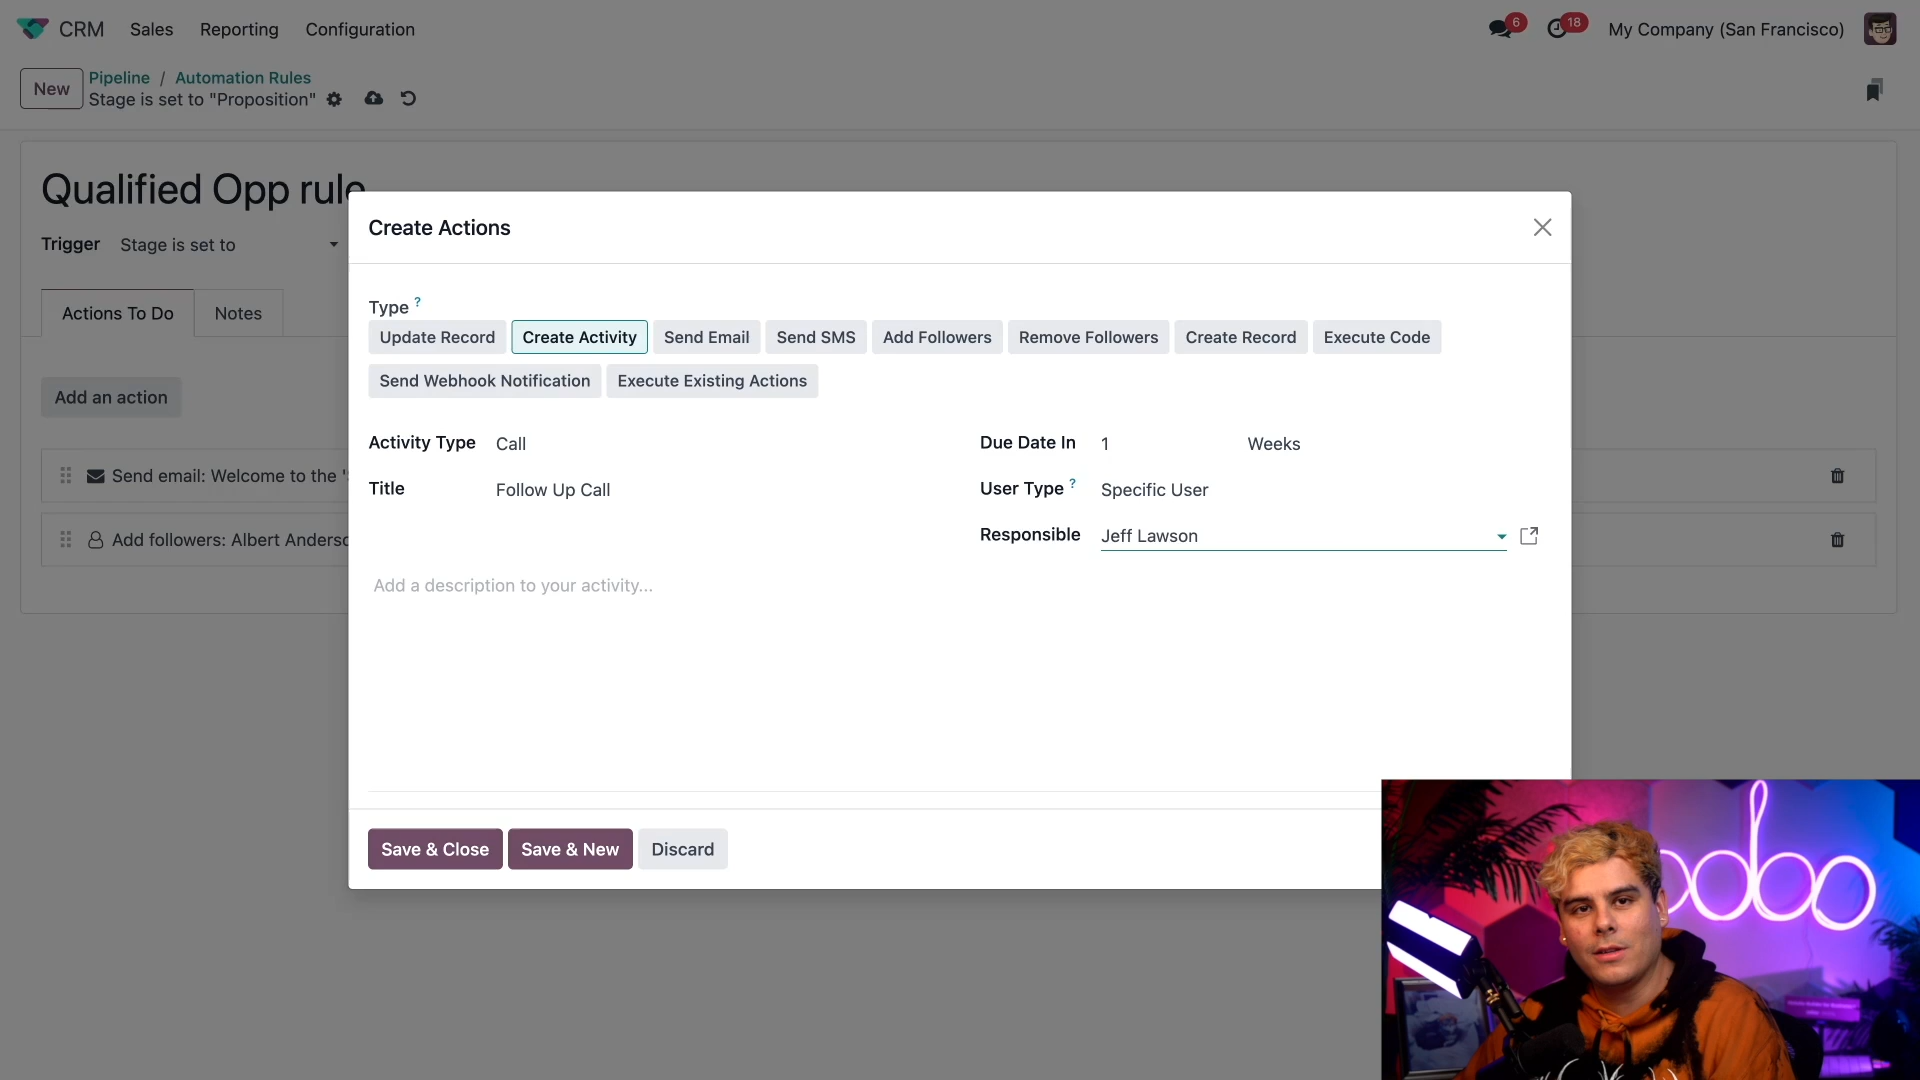 CRM Sales Reporting Configuration 6 18 My Company (San Francisco)
New Pipeline / Automation Rules
Stage is set to "Proposition"
Qualified Opp rule
Trigger Stage is set to
Actions To Do Notes
Add an action
Send email: Welcome to the
Add followers: Albert
Create Actions
Type ?
Update Record Create Activity Send Email Send SMS Add Followers Remove Followers Create Record Execute Code
Send Webhook Notification Execute Existing Actions
Activity Type Call Due Date In 1 Weeks
Title Follow Up Call User Type ? Specific User
Responsible Jeff Lawson
Add a description to your activity...
Save & Close Save & New Discard
odoo